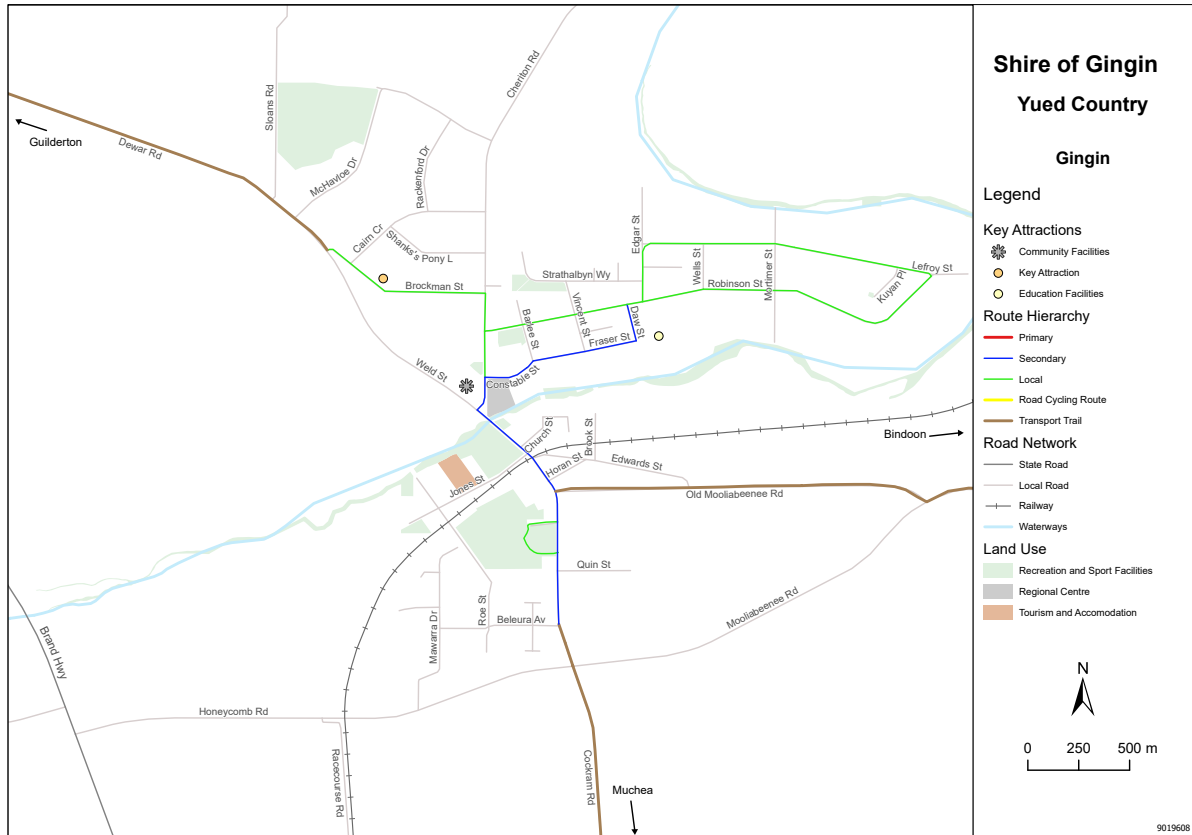 Shire of Gingin
Yued Country
Gingin
Legend
Key Attractions
Community Facilities
Key Attraction
Education Facilities
Route Hierarchy
Primary
Secondary
Local
Road Cycling Route
Transport Trail
Road Network
State Road
Local Road
Railway
Waterways
Land Use
Recreation and Sport Facilities
Regional Centre
Tourism and Accomodation
N
0 250 500 m
9019608
Guilderton
Dewar Rd
Sloans Rd
Cheriton Rd
McHavloe Dr
Rackenford Dr
Cairn Cr
Shanks's Pony L
Brockman St
Strathalbyn Wy
Edgar St
Wells St
Robinson St
Mortimer St
Kuyan Pl
Lefroy St
Barlee St
Vincent St
Daw St
Fraser St
Weld St
Constable St
Church St
Brook St
Horan St
Edwards St
Bindoon
Jones St
Old Mooliabeenee Rd
Quin St
Mooliabeenee Rd
Roe St
Beleura Av
Mawarra Dr
Brand Hwy
Honeycomb Rd
Racecourse Rd
Cockram Rd
Muchea